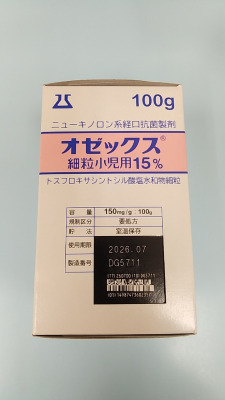 100g
ニューキノロン系経口抗菌製剤
オゼックス®
細粒小児用15%
トスフロキサシントシル酸塩水和物細粒
容量 150mg/g:100g
規制区分 要処方
貯法 室温保存
使用期限 2026.07
製造番号 DG5711